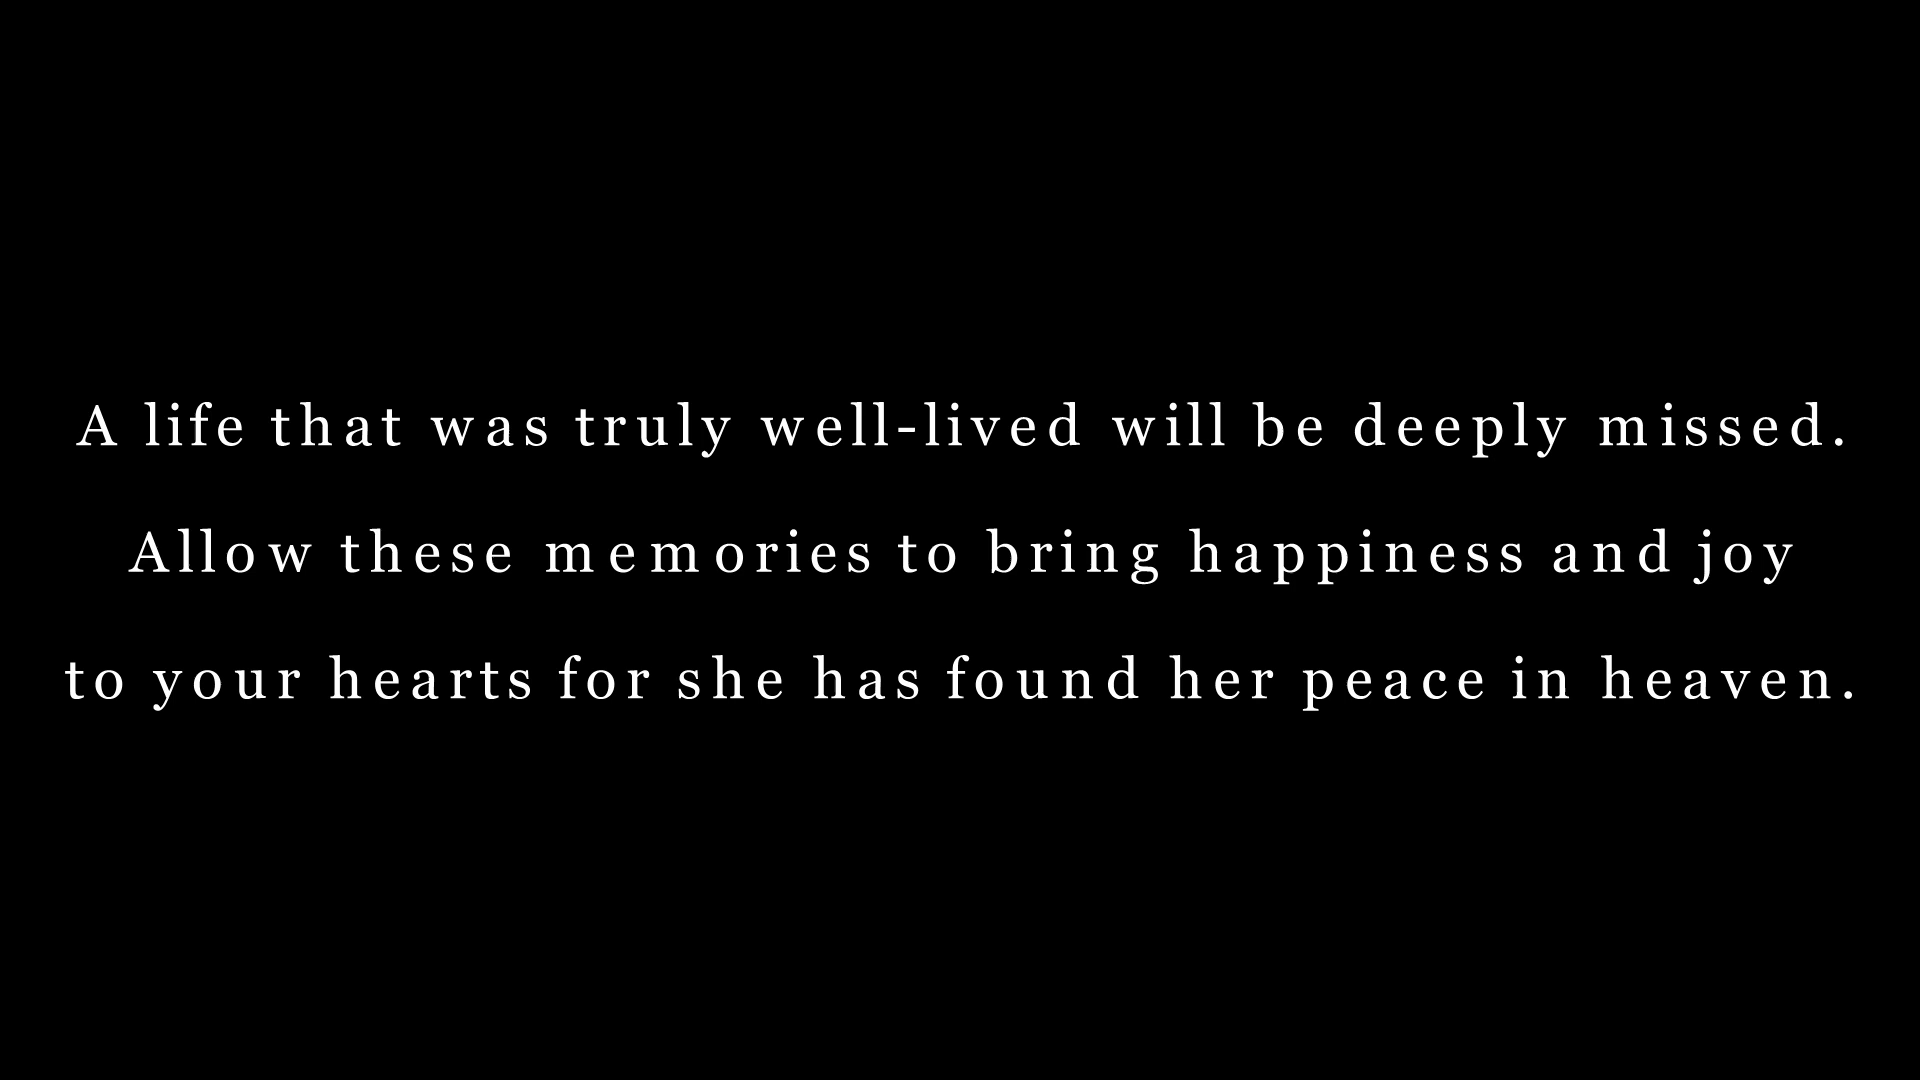 A life that was truly well-lived will be deeply missed.
Allow these memories to bring happiness and joy
to your hearts for she has found her peace in heaven.